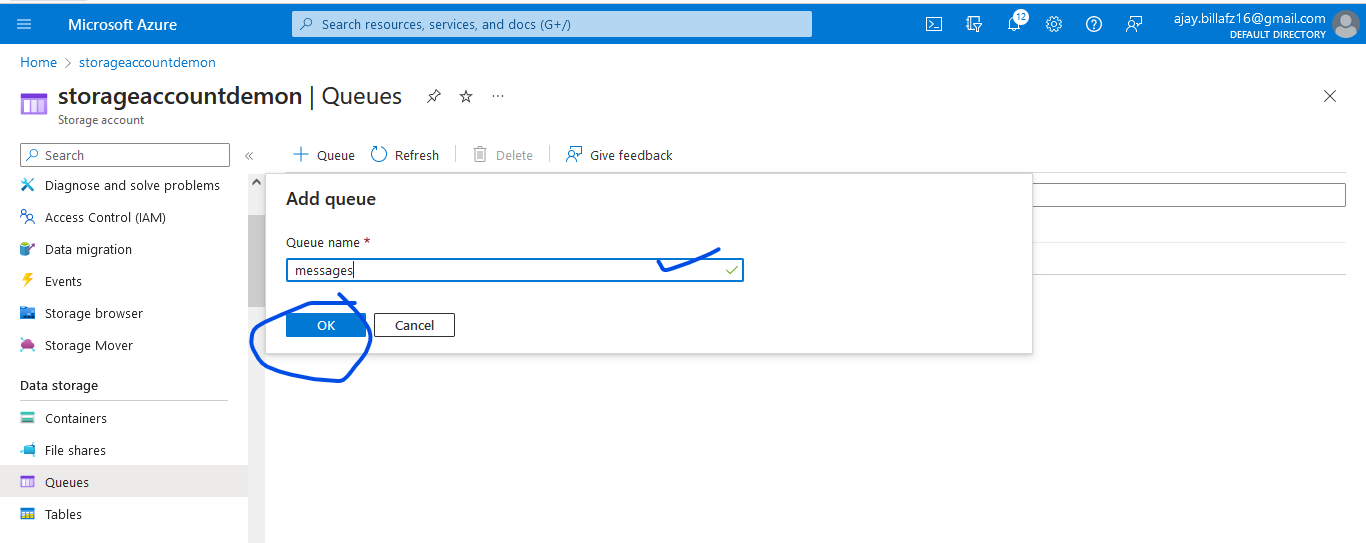 Microsoft Azure
Search resources, services, and docs (G+/)
12
ajay.billafz16@gmail.com
DEFAULT DIRECTORY
Home > storageaccountdemon
storageaccountdemon | Queues
Storage account
Search
Queue
Refresh
Delete
Give feedback
Diagnose and solve problems
Access Control (IAM)
Data migration
Events
Storage browser
Storage Mover
Data storage
Containers
File shares
Queues
Tables
Add queue
Queue name *
messages
OK
Cancel